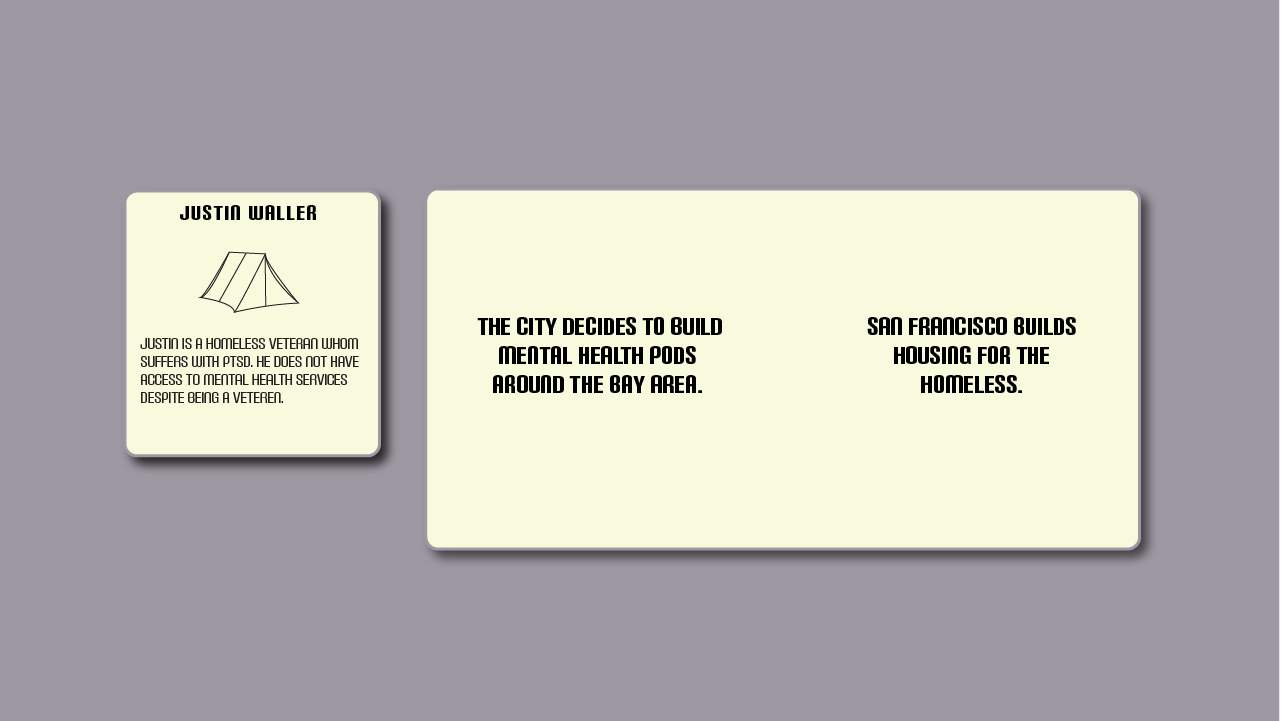 JUSTIN WALLER
JUSTIN IS A HOMELESS VETERAN WHOM
SUFFERS WITH PTSD. HE DOES NOT HAVE
ACCESS TO MENTAL HEALTH SERVICES
DESPITE BEING A VETEREN.
THE CITY DECIDES TO BUILD
MENTAL HEALTH PODS
AROUND THE BAY AREA.
SAN FRANCISCO BUILDS
HOUSING FOR THE
HOMELESS.